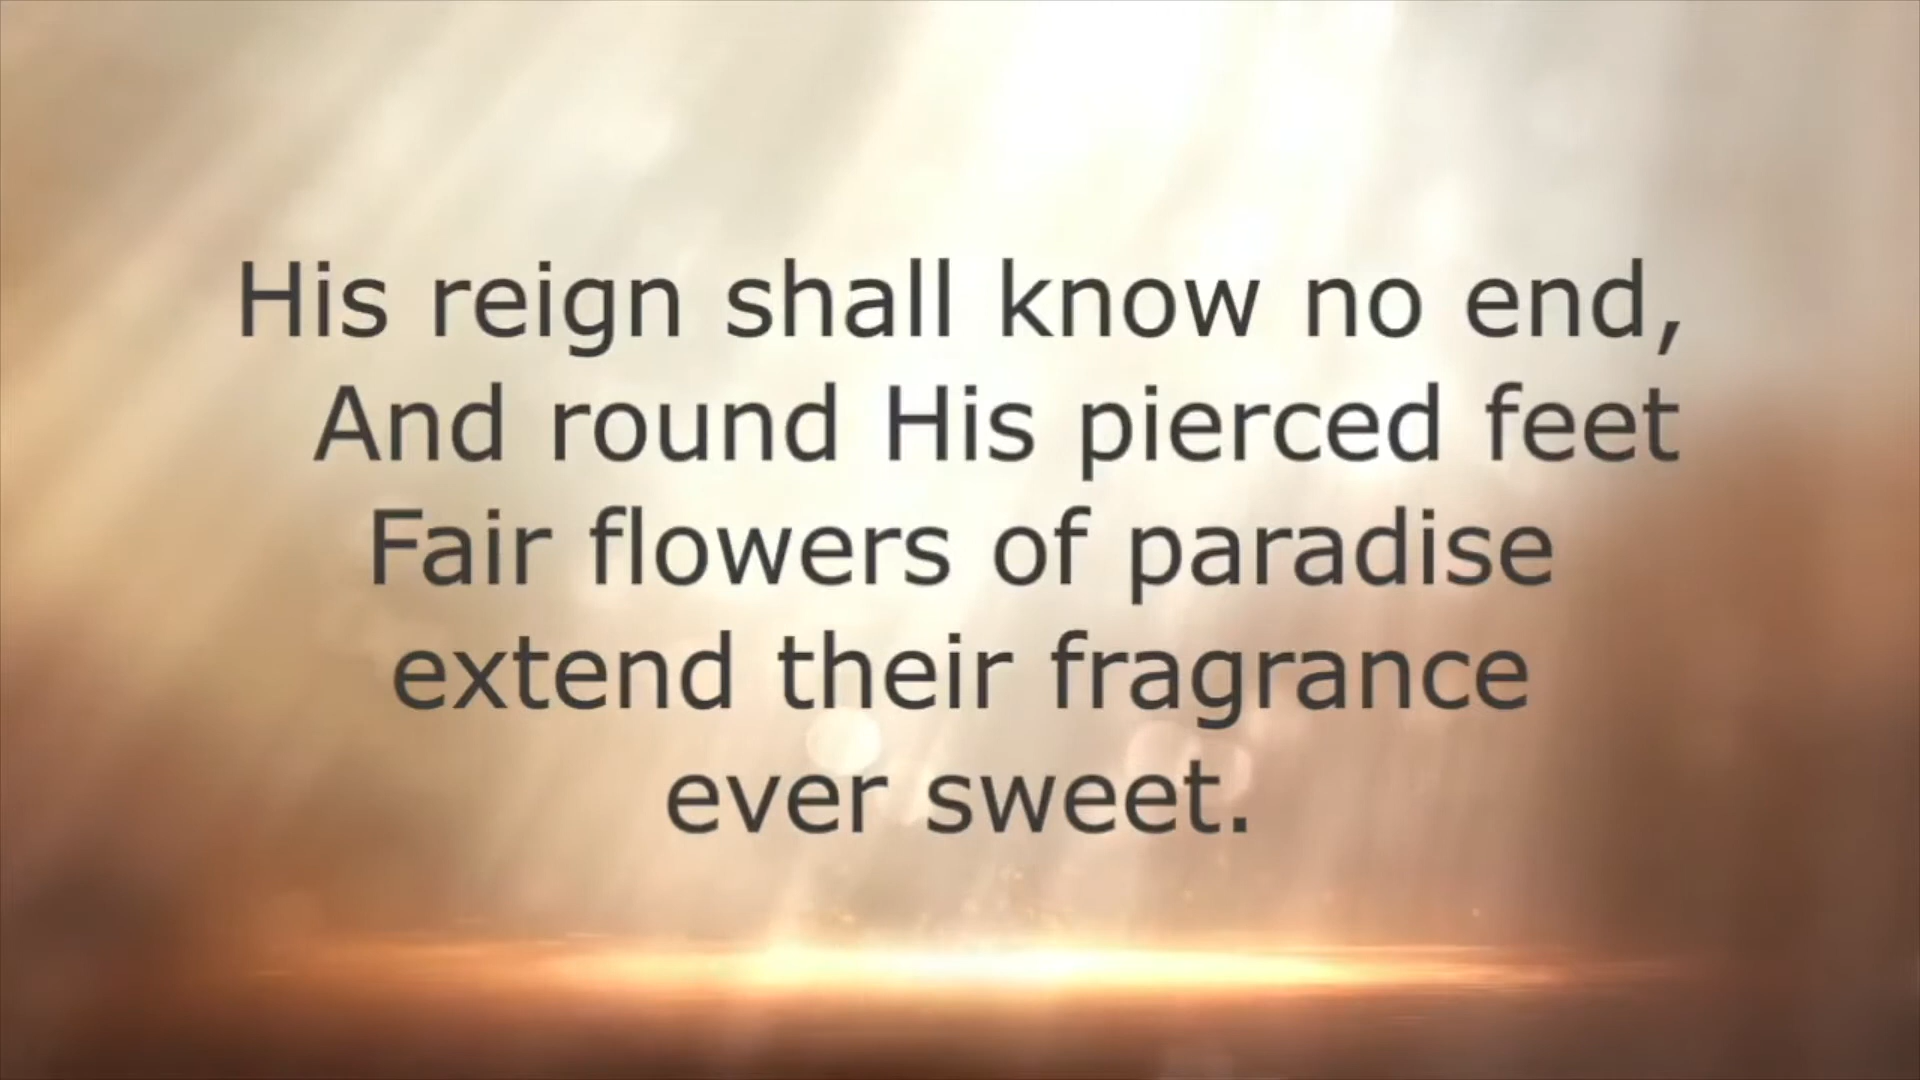 His reign shall know no end,
And round His pierced feet
Fair flowers of paradise
extend their fragrance
ever sweet.